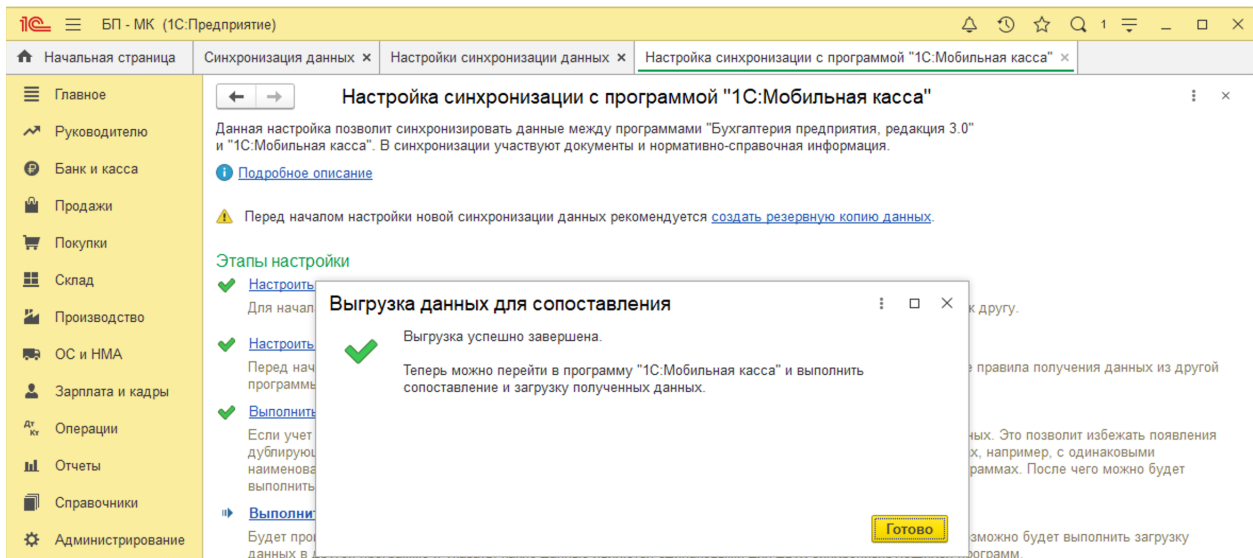 1С БП - МК (1С:Предприятие) 1
Начальная страница Синхронизация данных × Настройки синхронизации данных × Настройка синхронизации с программой "1С:Мобильная касса" ×
Главное
Руководителю
Банк и касса
Продажи
Покупки
Склад
Производство
ОС и НМА
Зарплата и кадры
Операции
Отчеты
Справочники
Администрирование
Настройка синхронизации с программой "1С:Мобильная касса"
Данная настройка позволит синхронизировать данные между программами "Бухгалтерия предприятия, редакция 3.0"
и "1С:Мобильная касса". В синхронизации участвуют документы и нормативно-справочная информация.
Подробное описание
Перед началом настройки новой синхронизации данных рекомендуется создать резервную копию данных.
Этапы настройки
Настроить
Для начал к другу.
Настроить
Перед нач правила получения данных из другой
программы
Выполнить
Если учет ных. Это позволит избежать появления
дублирую х, например, с одинаковыми
наименова раммах. После чего можно будет
выполнить
Выполнит
Будет про зможно будет выполнить загрузку
Выгрузка данных для сопоставления
Выгрузка успешно завершена.
Теперь можно перейти в программу "1С:Мобильная касса" и выполнить
сопоставление и загрузку полученных данных.
Готово